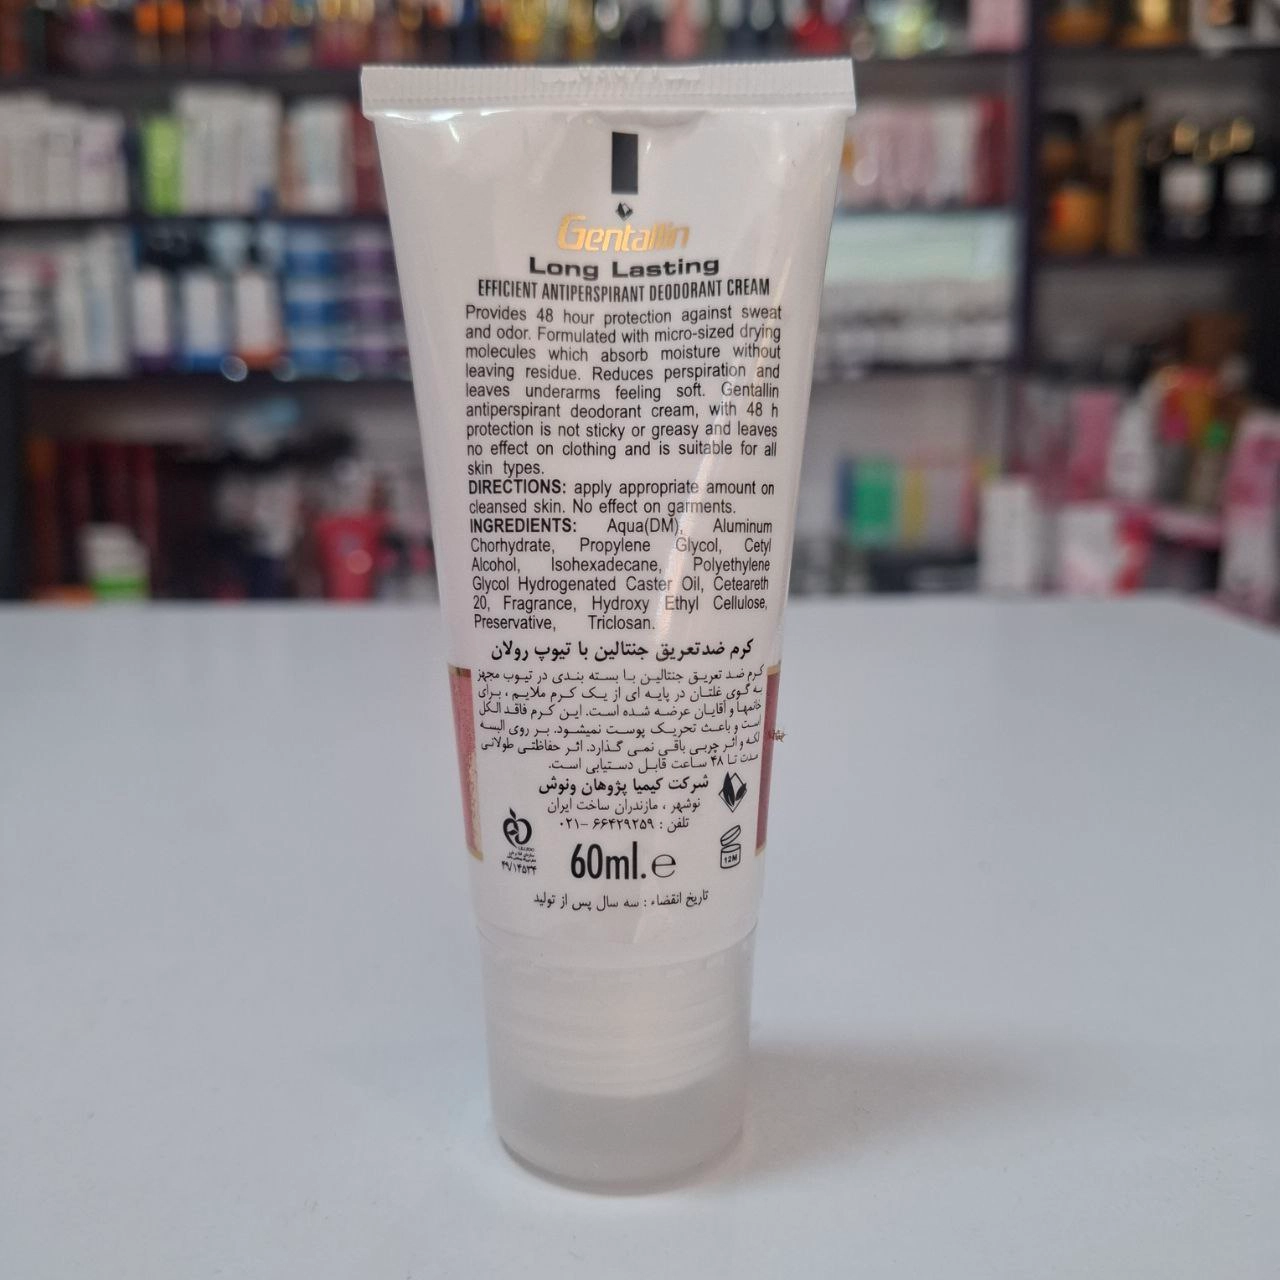 Gentallin
Long Lasting
EFFICIENT ANTIPERSPIRANT DEODORANT CREAM
Provides 48 hour protection against sweat
and odor. Formulated with micro-sized drying
molecules which absorb moisture without
leaving residue. Reduces perspiration and
leaves underarms feeling soft. Gentallin
antiperspirant deodorant cream, with 48 h
protection is not sticky or greasy and leaves
no effect on clothing and is suitable for all
skin types.
DIRECTIONS: apply appropriate amount on
cleansed skin. No effect on garments.
INGREDIENTS: Aqua(DM), Aluminum
Chorhydrate, Propylene Glycol, Cetyl
Alcohol, Isohexadecane, Polyethylene
Glycol Hydrogenated Caster Oil, Ceteareth
20, Fragrance, Hydroxy Ethyl Cellulose,
Preservative, Triclosan.
کرم ضدتعریق جنتالین با تیوپ رولان
کرم ضد تعریق جنتالین با بسته بندی در تیوب مجهز
به گوی غلتان در پایه ای از یک کرم ملایم، برای
خانمها و آقایان عرضه شده است. این کرم فاقد الکل
است و باعث تحریک پوست نمیشود. بر روی البسه
لکه و اثر چربی باقی نمی گذارد. اثر حفاظتی طولانی
مدت تا ۴۸ ساعت قابل دستیابی است.
شرکت کیمیا پژوهان ونوش
نوشهر ، مازندران ساخت ایران
تلفن : ۶۶۴۲۹۲۵۹ -۰۲۱
۴۹/۱۴۵۳۴
60ml. e
12M
تاریخ انقضاء : سه سال پس از تولید